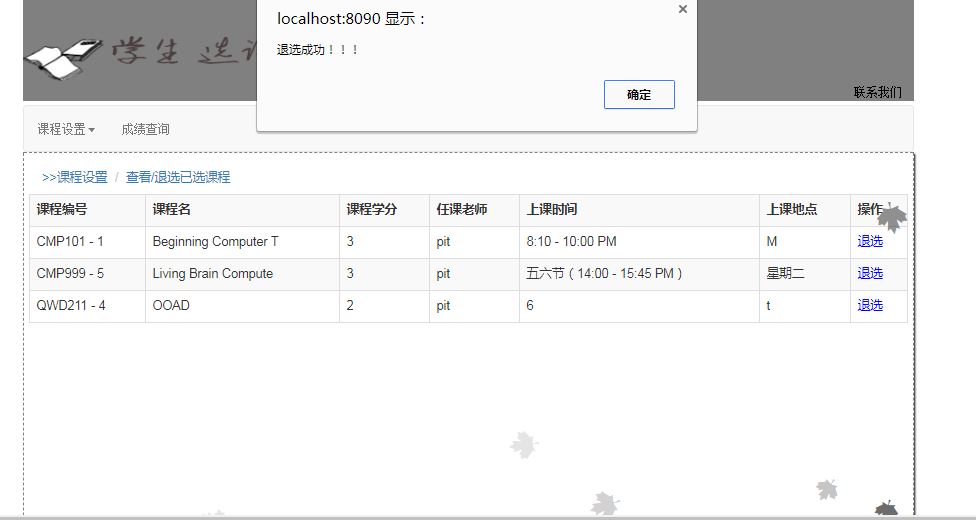 localhost:8090 显示：
退选成功！！！
确定
学生 选
联系我们
课程设置 成绩查询
>>课程设置 / 查看/退选已选课程
课程编号 课程名 课程学分 任课老师 上课时间 上课地点 操作
CMP101 - 1 Beginning Computer T 3 pit 8:10 - 10:00 PM M 退选
CMP999 - 5 Living Brain Compute 3 pit 五六节 ( 14:00 - 15:45 PM ) 星期二 退选
QWD211 - 4 OOAD 2 pit 6 t 退选